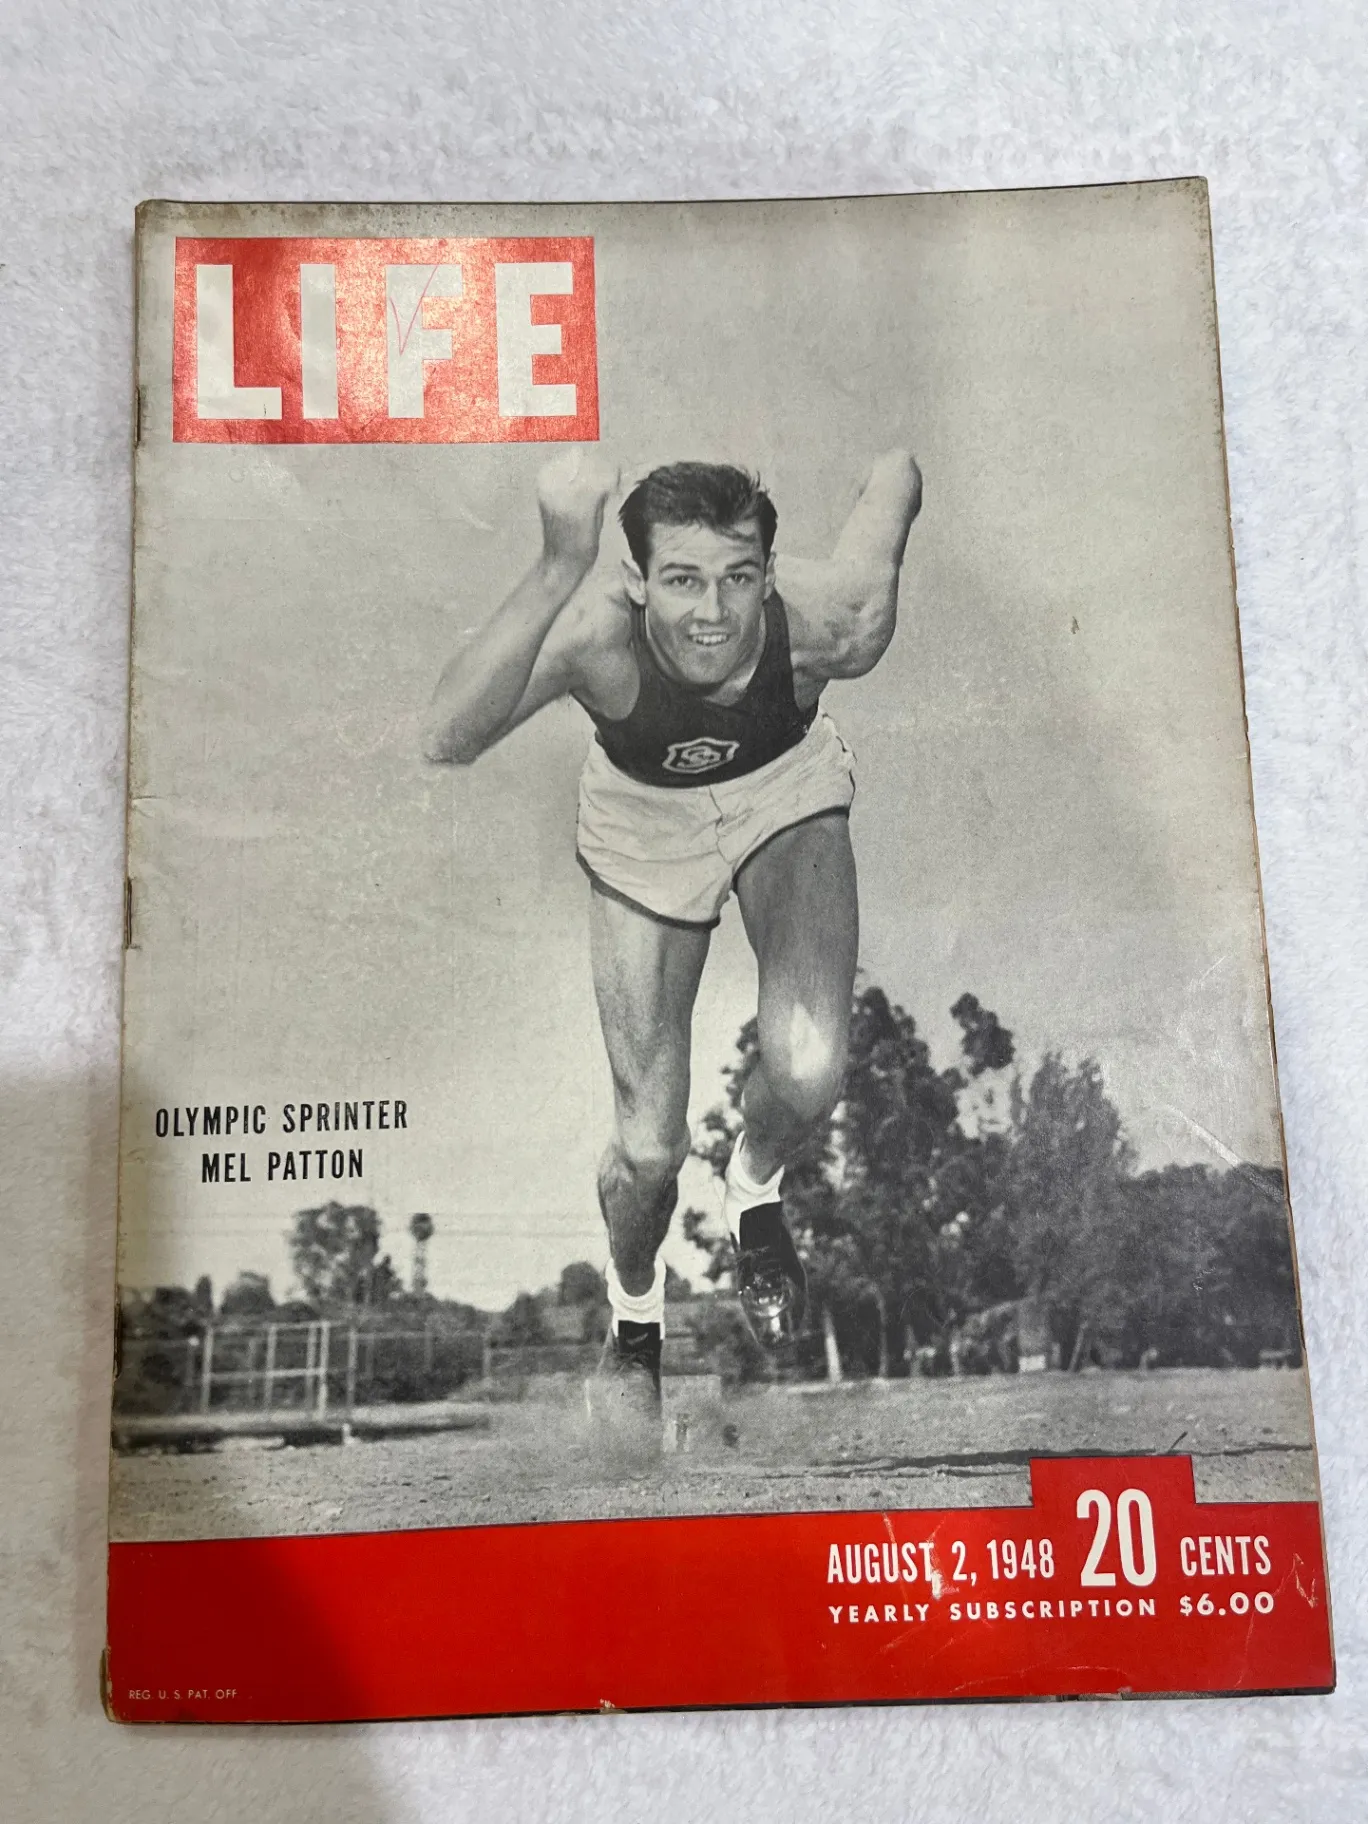 LIFE
OLYMPIC SPRINTER
MEL PATTON
AUGUST 2, 1948 20 CENTS
YEARLY SUBSCRIPTION $6.00
REG. U. S. PAT. OFF.